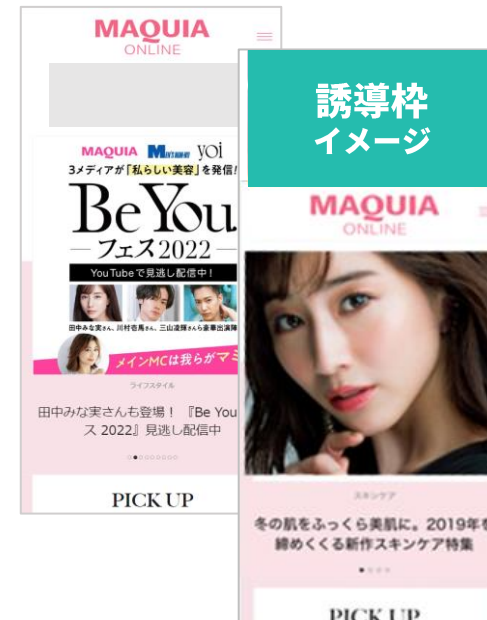 MAQUIA
ONLINE
MAQUIA MEN'S NON-NO yoi
3メディアが「私らしい美容」を発信!
Be You
フェス2022
YouTubeで見逃し配信中!
田中みな実さん、川村壱馬さん、三山凌輝さんら豪華出演陣
メインMCは我らがマミ
ライフスタイル
田中みな実さんも登場! 『Be You
ス 2022』見逃し配信中
PICK UP
誘導枠
イメージ
MAQUIA
ONLINE
スキンケア
冬の肌をふっくら美肌に。2019年を
締めくくる新作スキンケア特集
PICK UP